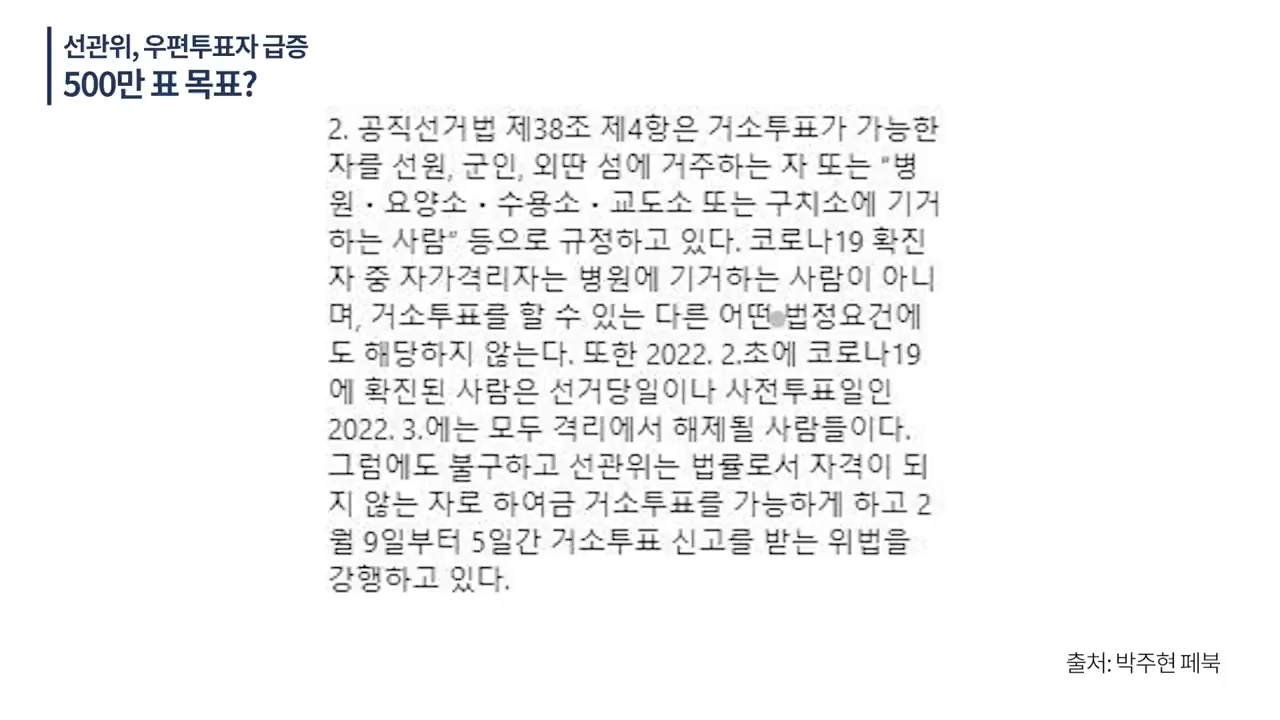 선관위, 우편투표자 급증
500만 표 목표?
2. 공직선거법 제38조 제4항은 거소투표가 가능한
자를 선원, 군인, 외딴 섬에 거주하는 자 또는 “병
원・요양소・수용소・교도소 또는 구치소에 기거
하는 사람” 등으로 규정하고 있다. 코로나19 확진
자 중 자가격리자는 병원에 기거하는 사람이 아니
며, 거소투표를 할 수 있는 다른 어떤 법정요건에
도 해당하지 않는다. 또한 2022. 2.초에 코로나19
에 확진된 사람은 선거당일이나 사전투표일인
2022. 3.에는 모두 격리에서 해제될 사람들이다.
그럼에도 불구하고 선관위는 법률로서 자격이 되
지 않는 자로 하여금 거소투표를 가능하게 하고 2
월 9일부터 5일간 거소투표 신고를 받는 위법을
강행하고 있다.
출처: 박주현 페북